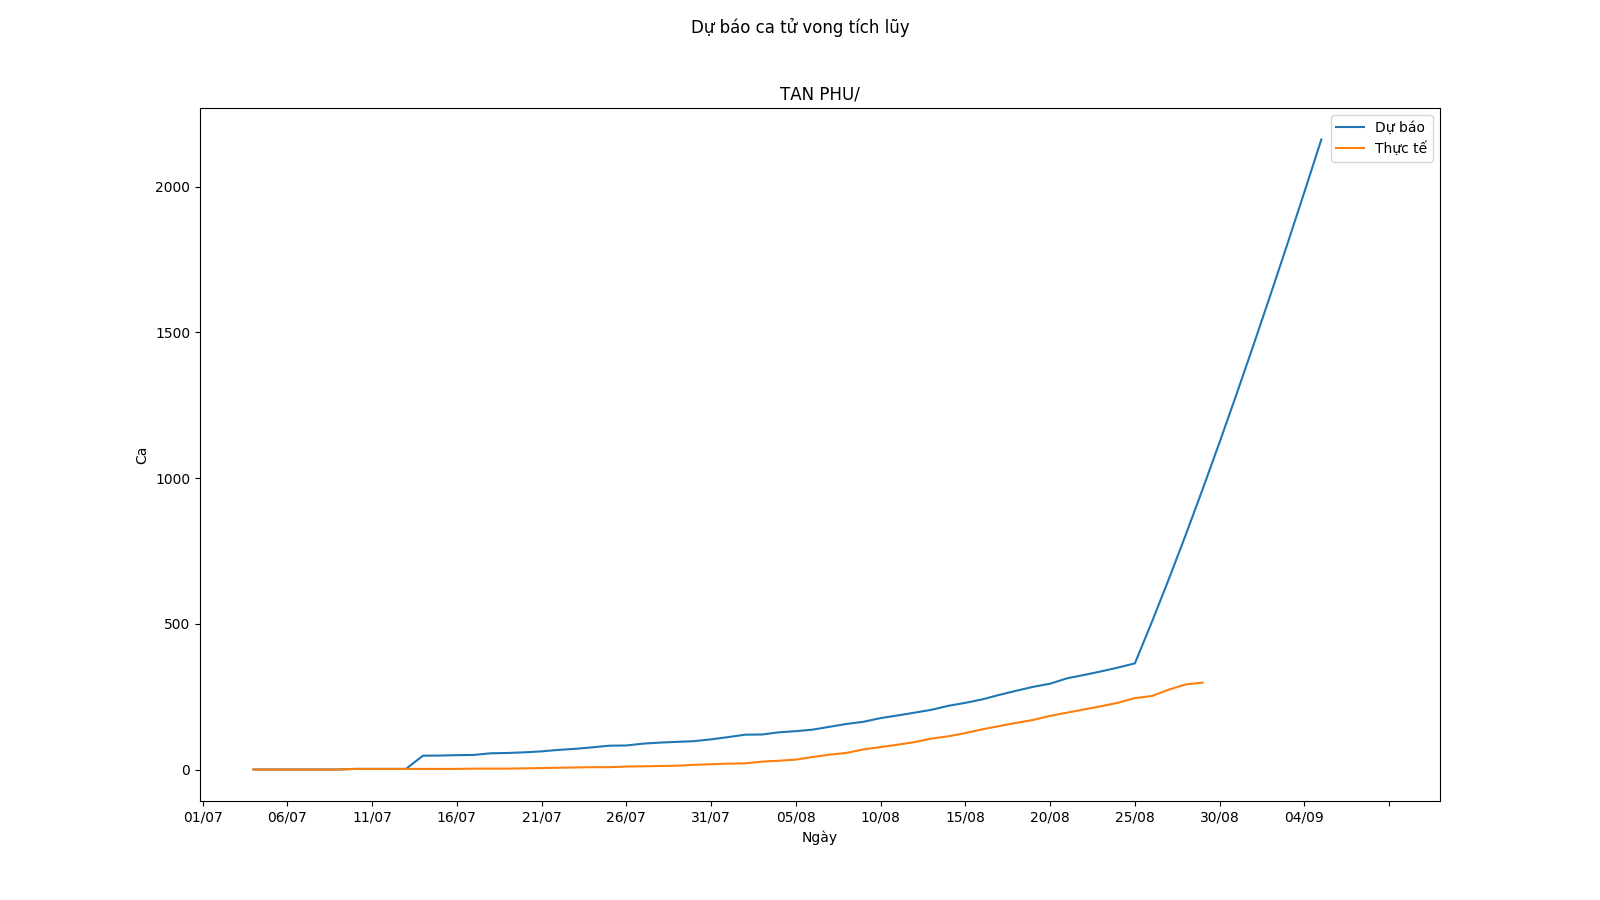 Dự báo ca tử vong tích lũy
TAN PHU/
Dự báo
Thực tế
2000
1500
1000
500
0
Ca
01/07 06/07 11/07 16/07 21/07 26/07 31/07 05/08 10/08 15/08 20/08 25/08 30/08 04/09
Ngày